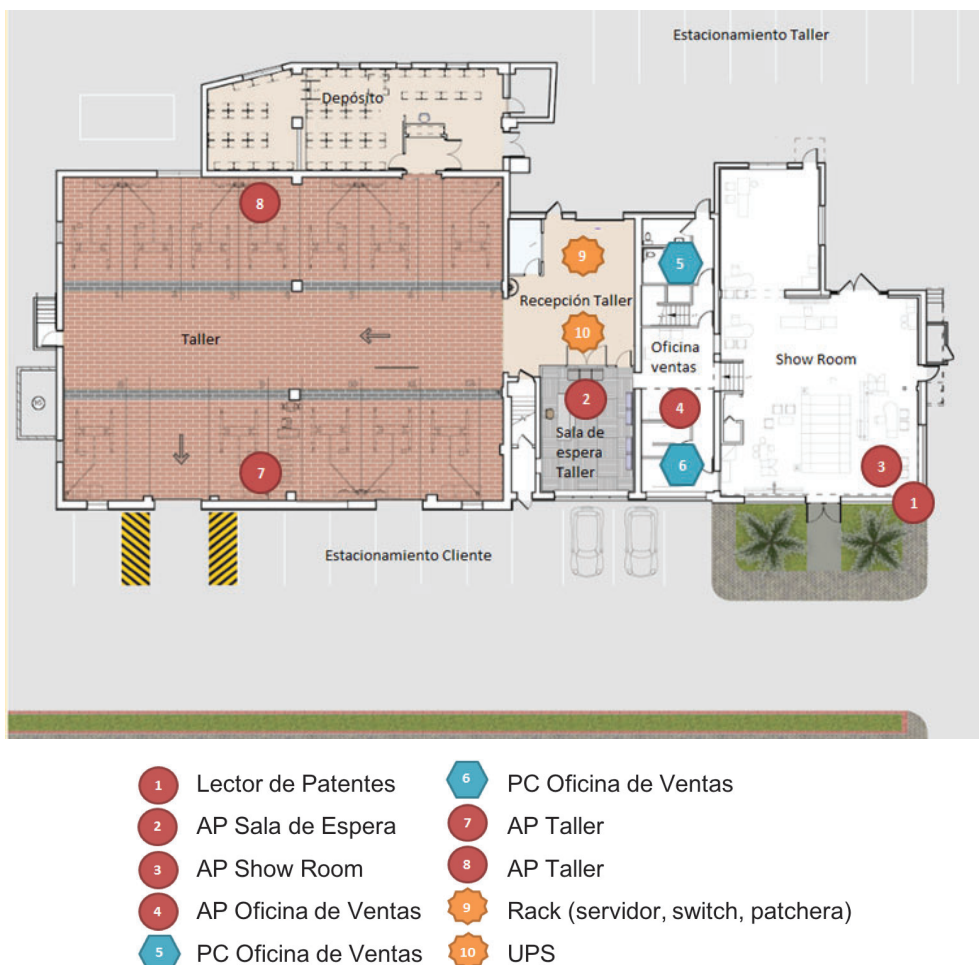 Estacionamiento Taller
Depósito
8
9
5
Recepción Taller
10
Taller
Oficina
ventas
Show Room
2
4
Sala de
espera
Taller
6
3
7
1
Estacionamiento Cliente
1 Lector de Patentes
2 AP Sala de Espera
3 AP Show Room
4 AP Oficina de Ventas
5 PC Oficina de Ventas
6 PC Oficina de Ventas
7 AP Taller
8 AP Taller
9 Rack (servidor, switch, patchera)
10 UPS